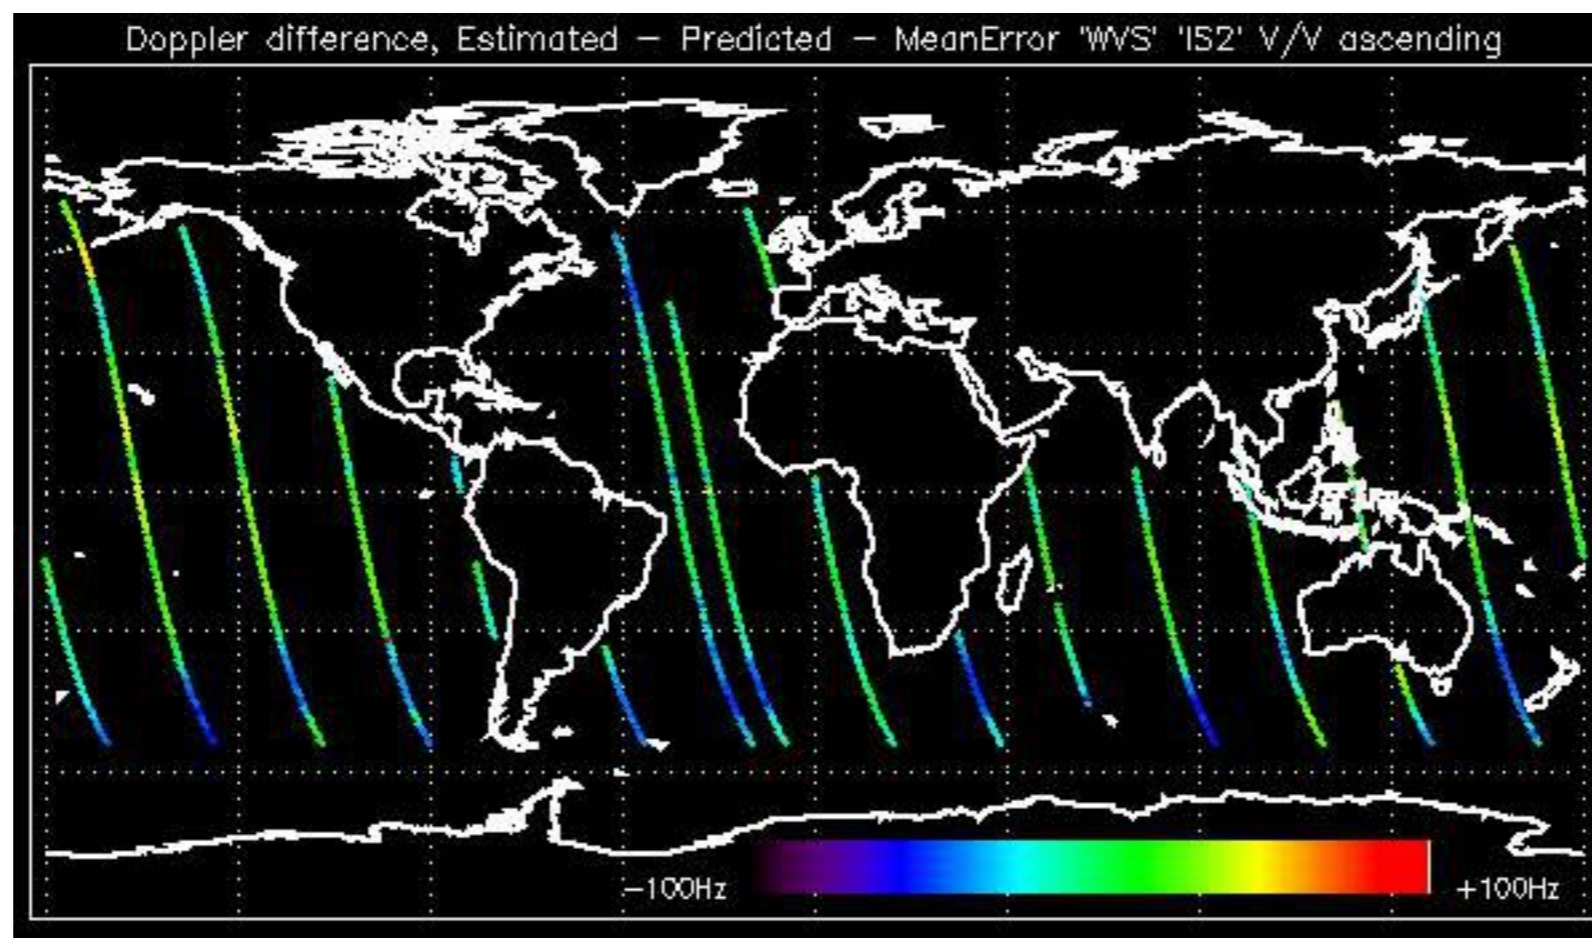 Doppler difference, Estimated – Predicted – MeanError 'WVS' 'IS2' V/V ascending
–100Hz +100Hz